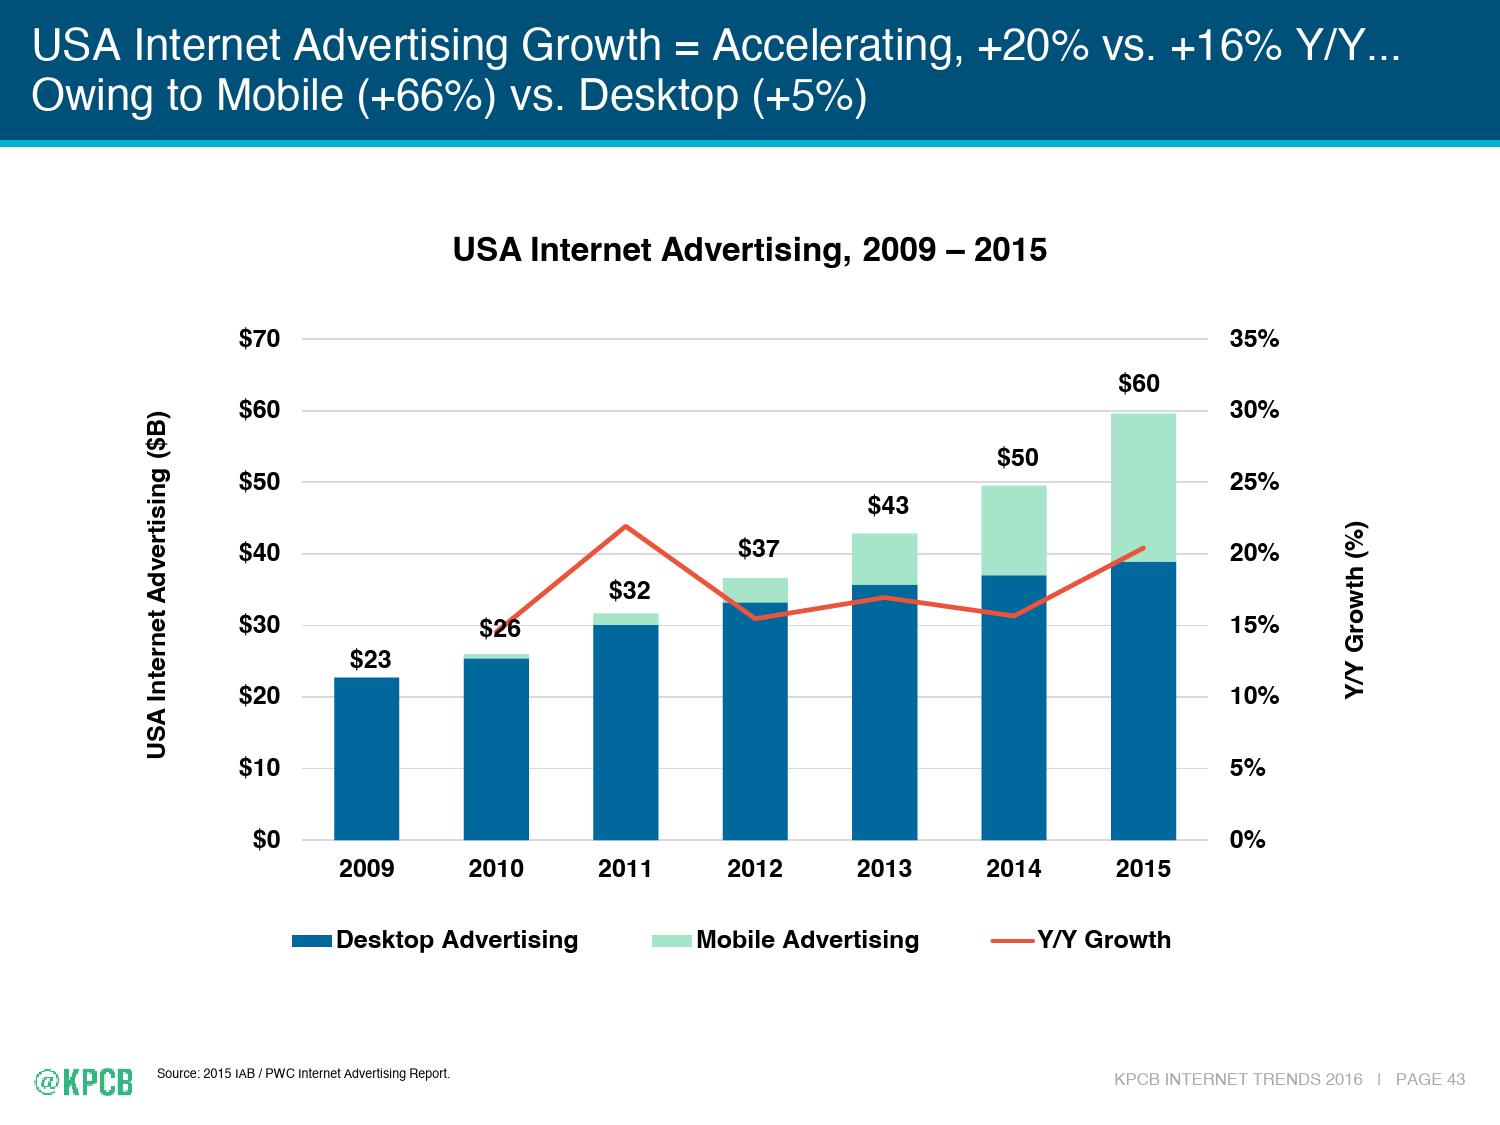 USA Internet Advertising Growth = Accelerating, +20% vs. +16% Y/Y...
Owing to Mobile (+66%) vs. Desktop (+5%)
USA Internet Advertising, 2009 – 2015
USA Internet Advertising ($B)
$70
$60
$50
$40
$30
$20
$10
$0
$23
$26
$32
$37
$43
$50
$60
35%
30%
25%
20%
15%
10%
5%
0%
Y/Y Growth (%)
2009 2010 2011 2012 2013 2014 2015
Desktop Advertising Mobile Advertising Y/Y Growth
@KPCB
Source: 2015 IAB / PWC Internet Advertising Report.
KPCB INTERNET TRENDS 2016 | PAGE 43